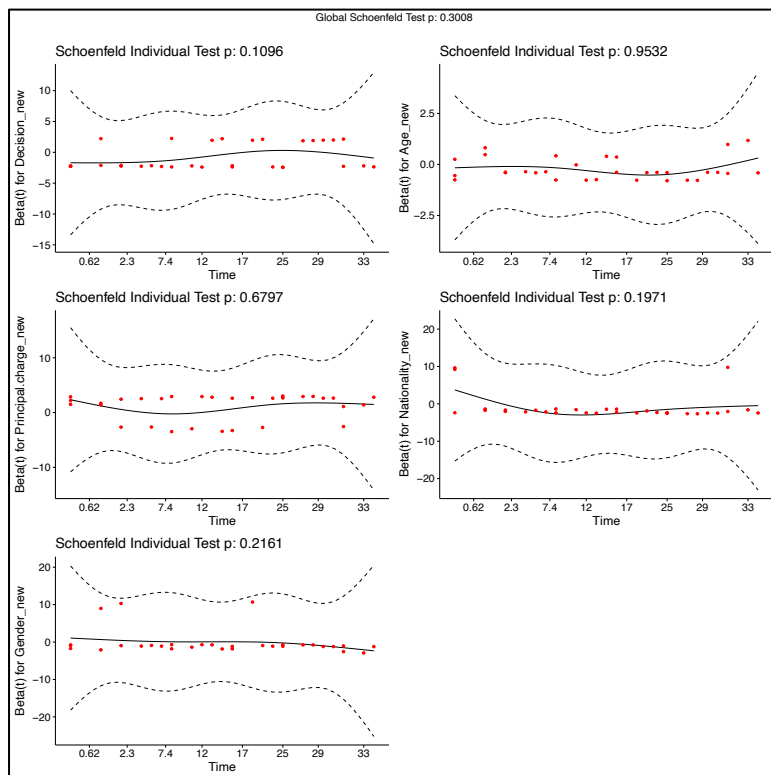 Global Schoenfeld Test p: 0.3008
Schoenfeld Individual Test p: 0.1096
Beta(t) for Decision_new
10
5
0
−5
−10
−15
0.62 2.3 7.4 12 17 25 29 33
Time
Schoenfeld Individual Test p: 0.9532
Beta(t) for Age_new
2.5
0.0
−2.5
0.62 2.3 7.4 12 17 25 29 33
Time
Schoenfeld Individual Test p: 0.6797
Beta(t) for Principal.charge_new
10
0
−10
0.62 2.3 7.4 12 17 25 29 33
Time
Schoenfeld Individual Test p: 0.1971
Beta(t) for Nationality_new
20
10
0
−10
−20
0.62 2.3 7.4 12 17 25 29 33
Time
Schoenfeld Individual Test p: 0.2161
Beta(t) for Gender_new
20
10
0
−10
−20
0.62 2.3 7.4 12 17 25 29 33
Time